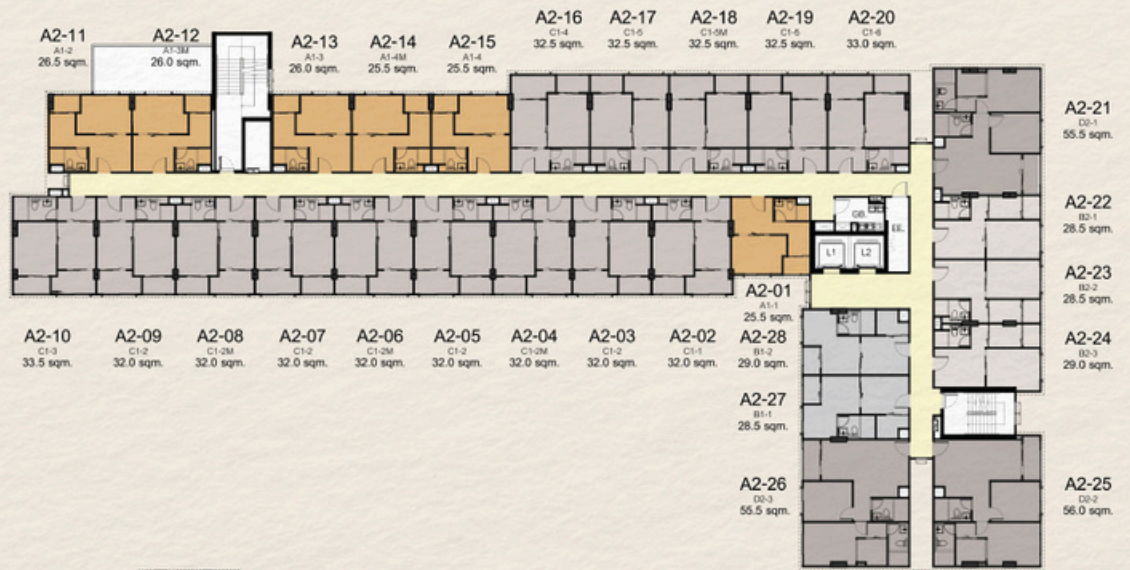 A2-11
A1-2
26.5 sqm.
A2-12
A1-3M
26.0 sqm.
A2-13
A1-3
26.0 sqm.
A2-14
A1-4M
25.5 sqm.
A2-15
A1-4
25.5 sqm.
A2-16
C1-4
32.5 sqm.
A2-17
C1-5
32.5 sqm.
A2-18
C1-5M
32.5 sqm.
A2-19
C1-5
32.5 sqm.
A2-20
C1-6
33.0 sqm.
A2-21
D2-1
55.5 sqm.
A2-22
B2-1
28.5 sqm.
A2-23
B2-2
28.5 sqm.
A2-24
B2-3
29.0 sqm.
GB.
EE.
L1
L2
A2-01
A1-1
25.5 sqm.
A2-10
C1-3
33.5 sqm.
A2-09
C1-2
32.0 sqm.
A2-08
C1-2M
32.0 sqm.
A2-07
C1-2
32.0 sqm.
A2-06
C1-2M
32.0 sqm.
A2-05
C1-2
32.0 sqm.
A2-04
C1-2M
32.0 sqm.
A2-03
C1-2
32.0 sqm.
A2-02
C1-1
32.0 sqm.
A2-28
B1-2
29.0 sqm.
A2-27
B1-1
28.5 sqm.
A2-26
D2-3
55.5 sqm.
A2-25
D2-2
56.0 sqm.